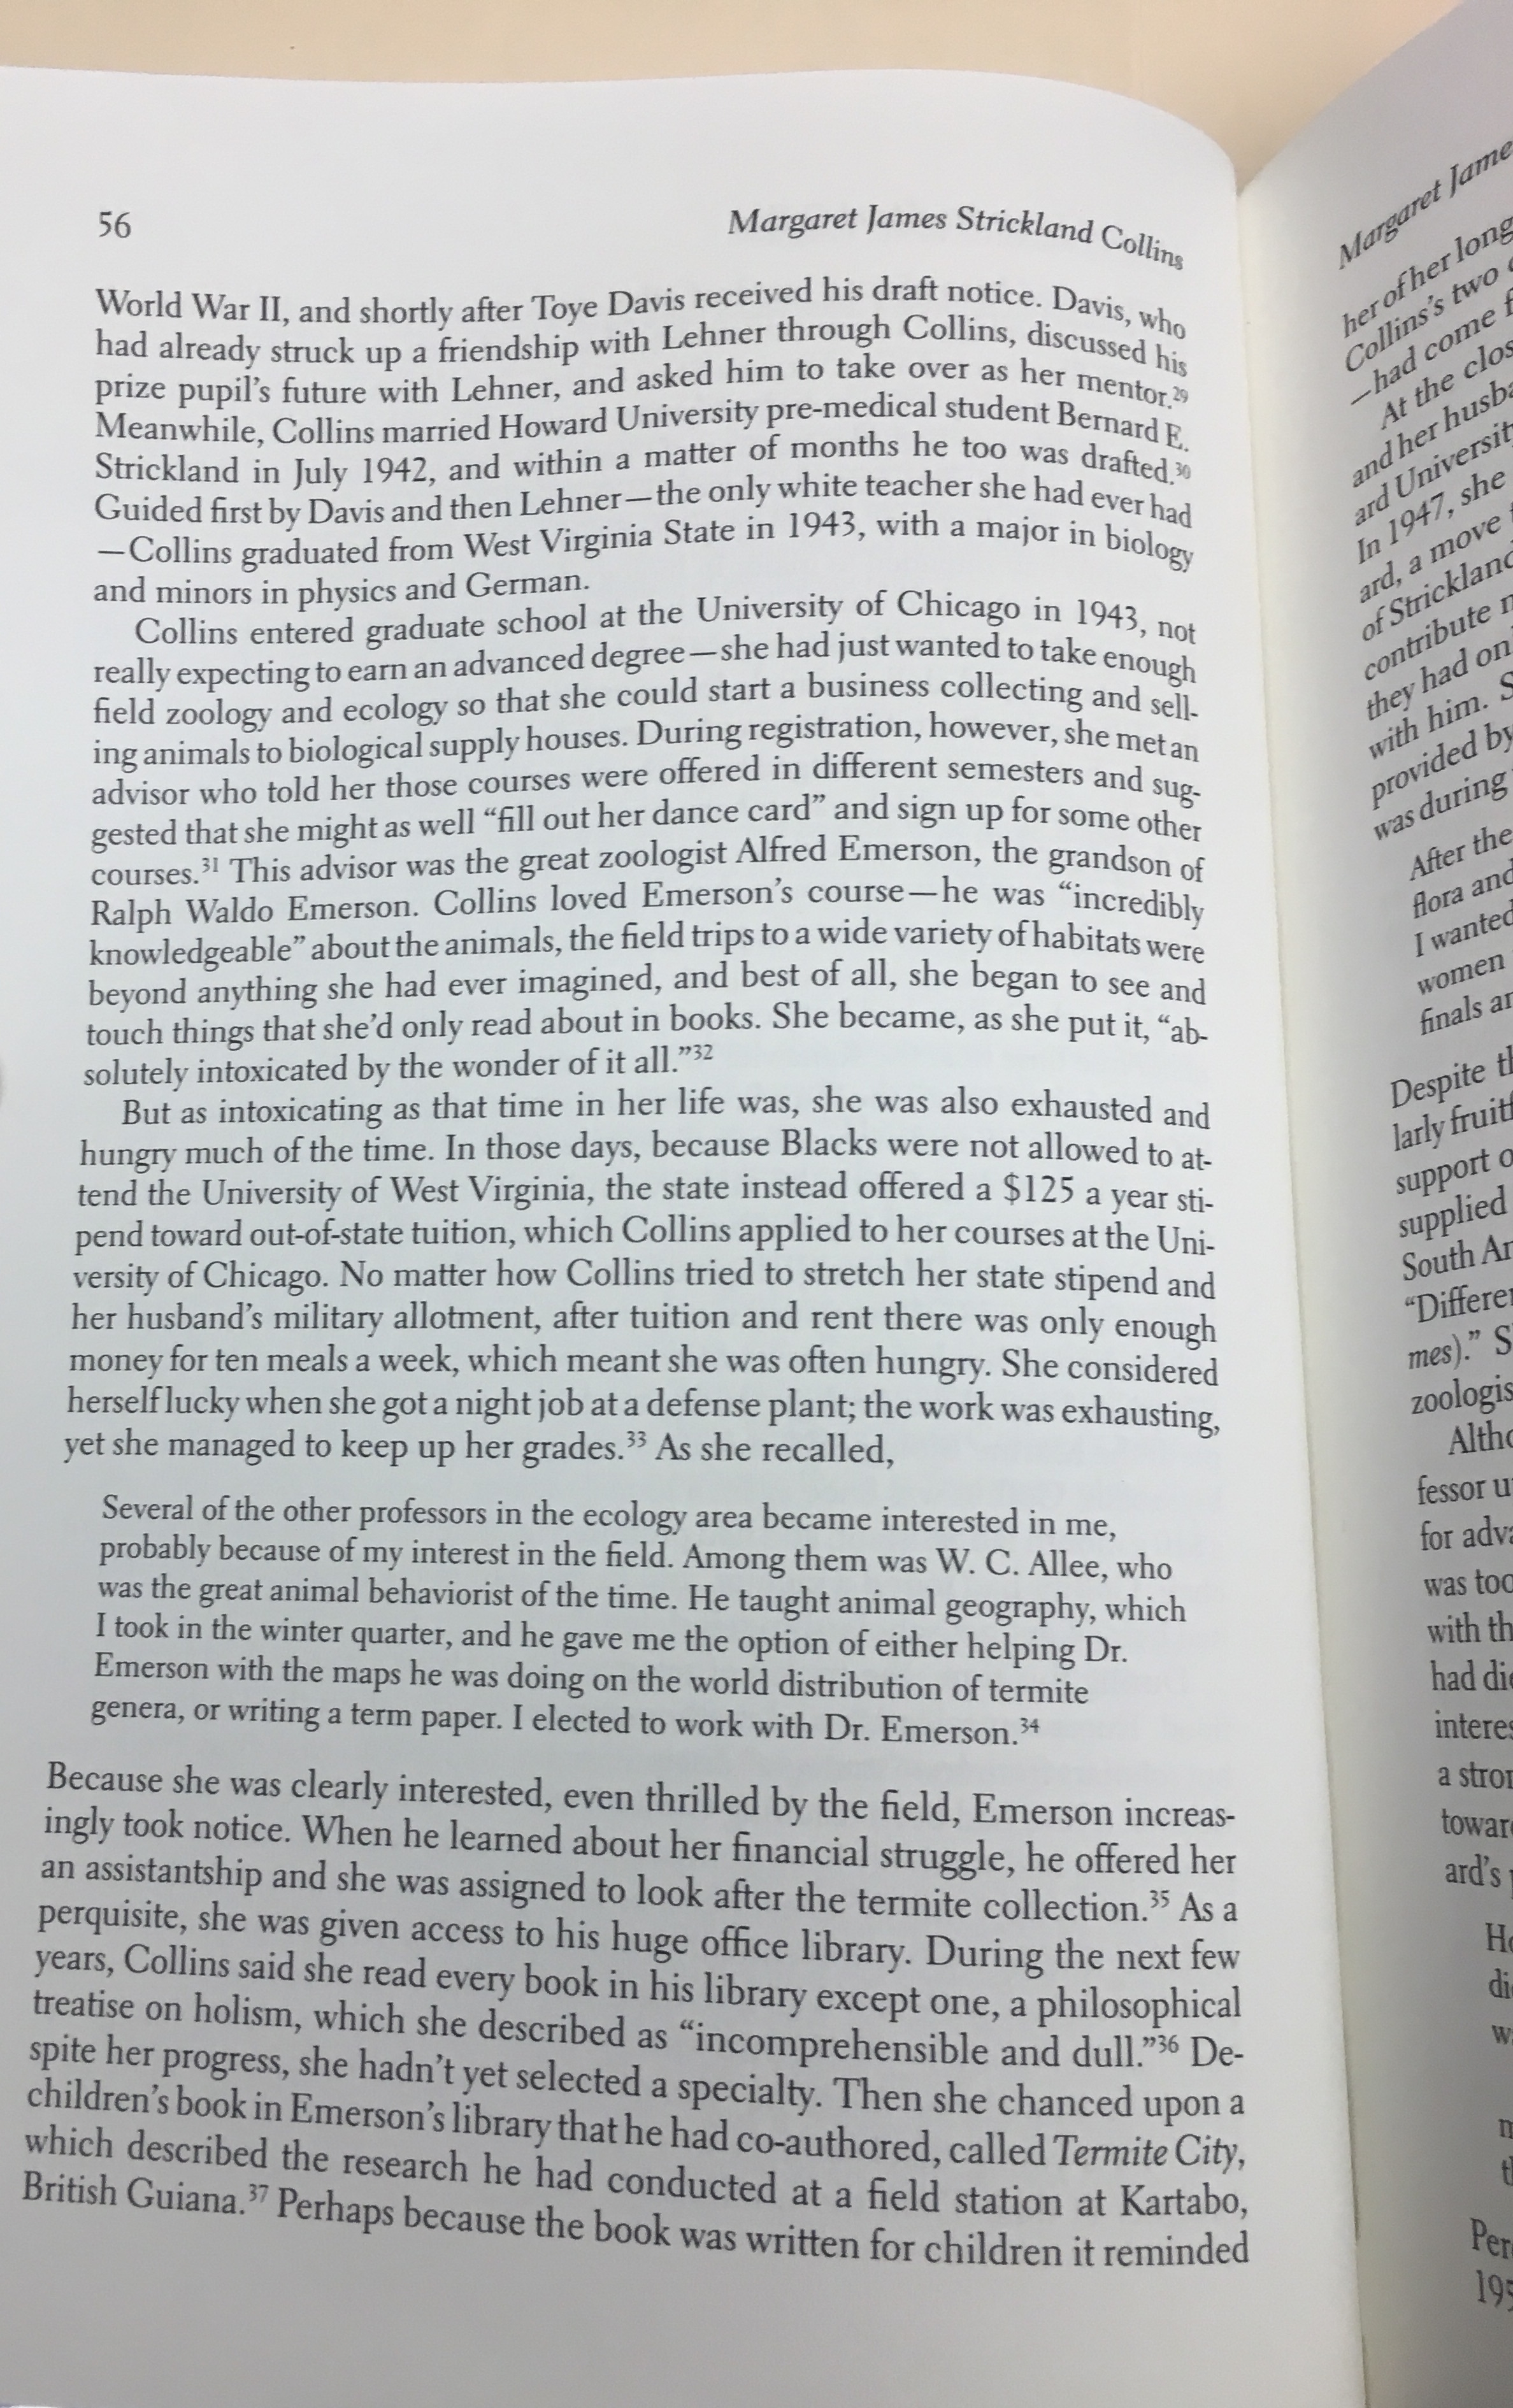 56
Margaret James Strickland Collins
World War II, and shortly after Toye Davis received his draft notice. Davis, who
had already struck up a friendship with Lehner through Collins, discussed his
prize pupil's future with Lehner, and asked him to take over as her mentor.²⁹
Meanwhile, Collins married Howard University pre-medical student Bernard E.
Strickland in July 1942, and within a matter of months he too was drafted.³⁰
Guided first by Davis and then Lehner—the only white teacher she had ever had
—Collins graduated from West Virginia State in 1943, with a major in biology
and minors in physics and German.
Collins entered graduate school at the University of Chicago in 1943, not
really expecting to earn an advanced degree—she had just wanted to take enough
field zoology and ecology so that she could start a business collecting and sell-
ing animals to biological supply houses. During registration, however, she met an
advisor who told her those courses were offered in different semesters and sug-
gested that she might as well “fill out her dance card” and sign up for some other
courses.³¹ This advisor was the great zoologist Alfred Emerson, the grandson of
Ralph Waldo Emerson. Collins loved Emerson's course—he was “incredibly
knowledgeable” about the animals, the field trips to a wide variety of habitats were
beyond anything she had ever imagined, and best of all, she began to see and
touch things that she'd only read about in books. She became, as she put it, “ab-
solutely intoxicated by the wonder of it all.”³²
But as intoxicating as that time in her life was, she was also exhausted and
hungry much of the time. In those days, because Blacks were not allowed to at-
tend the University of West Virginia, the state instead offered a $125 a year sti-
pend toward out-of-state tuition, which Collins applied to her courses at the Uni-
versity of Chicago. No matter how Collins tried to stretch her state stipend and
her husband's military allotment, after tuition and rent there was only enough
money for ten meals a week, which meant she was often hungry. She considered
herself lucky when she got a night job at a defense plant; the work was exhausting,
yet she managed to keep up her grades.³³ As she recalled,
Several of the other professors in the ecology area became interested in me,
probably because of my interest in the field. Among them was W. C. Allee, who
was the great animal behaviorist of the time. He taught animal geography, which
I took in the winter quarter, and he gave me the option of either helping Dr.
Emerson with the maps he was doing on the world distribution of termite
genera, or writing a term paper. I elected to work with Dr. Emerson.³⁴
Because she was clearly interested, even thrilled by the field, Emerson increas-
ingly took notice. When he learned about her financial struggle, he offered her
an assistantship and she was assigned to look after the termite collection.³⁵ As a
perquisite, she was given access to his huge office library. During the next few
years, Collins said she read every book in his library except one, a philosophical
treatise on holism, which she described as “incomprehensible and dull.”³⁶ De-
spite her progress, she hadn't yet selected a specialty. Then she chanced upon a
children's book in Emerson's library that he had co-authored, called Termite City,
which described the research he had conducted at a field station at Kartabo,
British Guiana.³⁷ Perhaps because the book was written for children it reminded
Margaret
her of her long
Collins's two
—had come
At the
and her
ard
In 1947, she
ard, a move
of
contribute
they had
with him.
provided by
was during
After the
flora and
I wanted
women
finals
Despite
larly
support
supplied
South
mes).”
fessor
for
was
with
had
a
toward
ard's